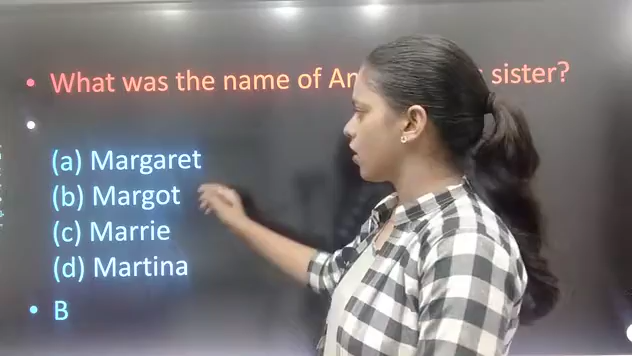 • What was the name of An sister?
•
(a) Margaret
(b) Margot
(c) Marrie
(d) Martina
• B